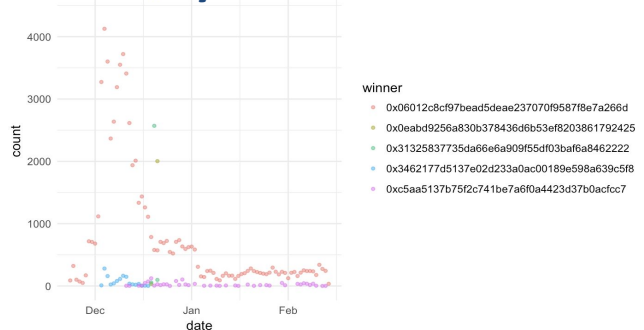 4000
3000
2000
1000
0
count
Dec
Jan
Feb
date
winner
0x06012c8cf97bead5deae237070f9587f8e7a266d
0x0eabd9256a830b378436d6b53ef8203861792425
0x31325837735da66e6a909f55df03baf6a8462222
0x3462177d5137e02d233a0ac00189e598a639c5f8
0xc5aa5137b75f2c741be7a6f0a4423d37b0acfcc7